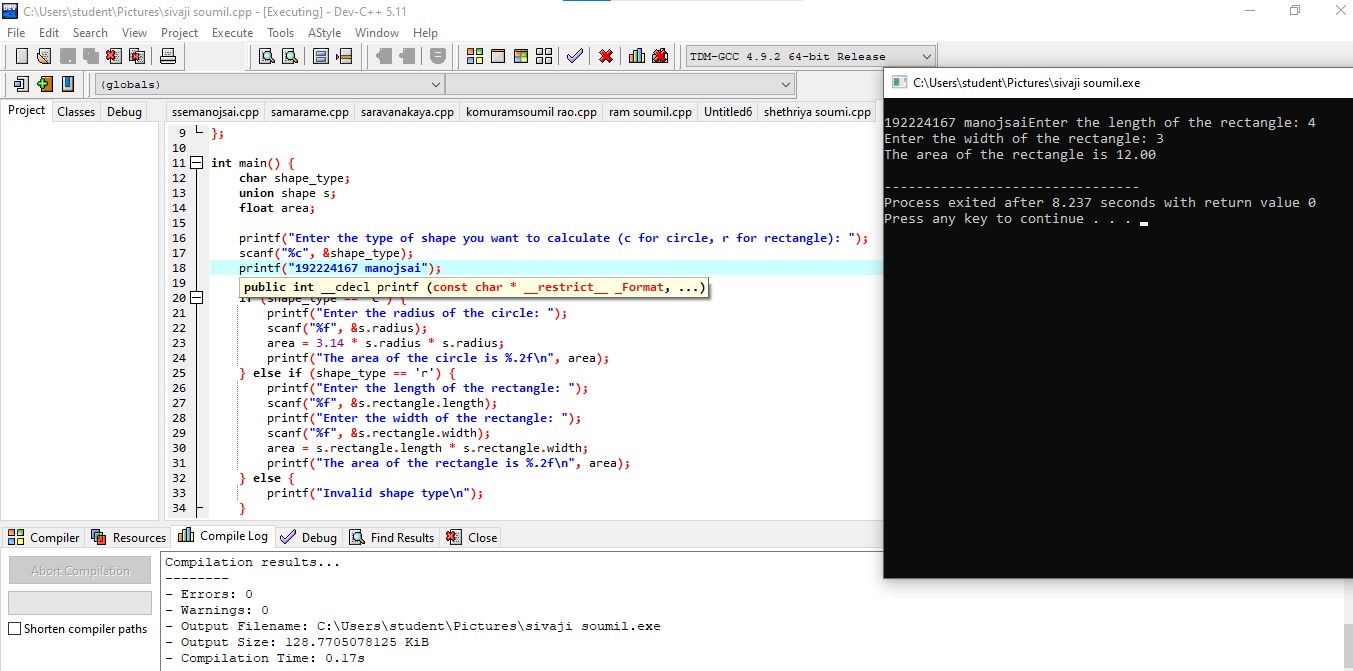 C:\Users\student\Pictures\sivaji soumil.cpp - [Executing] - Dev-C++ 5.11
File Edit Search View Project Execute Tools AStyle Window Help
TDM-GCC 4.9.2 64-bit Release
(globals)
Project Classes Debug
ssemanojsai.cpp samarame.cpp saravanakaya.cpp komuramsoumil rao.cpp ram soumil.cpp Untitled6 shethriya soumi.cpp
9 };
10
11 int main() {
12 char shape_type;
13 union shape s;
14 float area;
15
16 printf("Enter the type of shape you want to calculate (c for circle, r for rectangle): ");
17 scanf("%c", &shape_type);
18 printf("192224167 manojsai");
19
public int __cdecl printf (const char * __restrict__ _Format, ...)
20 if (shape_type == 'c') {
21 printf("Enter the radius of the circle: ");
22 scanf("%f", &s.radius);
23 area = 3.14 * s.radius * s.radius;
24 printf("The area of the circle is %.2f\n", area);
25 } else if (shape_type == 'r') {
26 printf("Enter the length of the rectangle: ");
27 scanf("%f", &s.rectangle.length);
28 printf("Enter the width of the rectangle: ");
29 scanf("%f", &s.rectangle.width);
30 area = s.rectangle.length * s.rectangle.width;
31 printf("The area of the rectangle is %.2f\n", area);
32 } else {
33 printf("Invalid shape type\n");
34 }
C:\Users\student\Pictures\sivaji soumil.exe
192224167 manojsaiEnter the length of the rectangle: 4
Enter the width of the rectangle: 3
The area of the rectangle is 12.00
--------------------------------
Process exited after 8.237 seconds with return value 0
Press any key to continue . . .
Compiler Resources Compile Log Debug Find Results Close
Abort Compilation
Shorten compiler paths
Compilation results...
--------
- Errors: 0
- Warnings: 0
- Output Filename: C:\Users\student\Pictures\sivaji soumil.exe
- Output Size: 128.7705078125 KiB
- Compilation Time: 0.17s